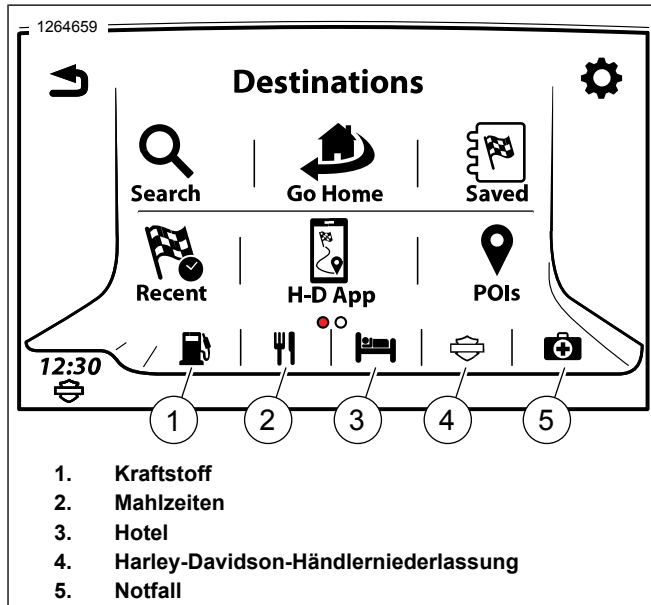 1264659
Destinations
Search
Go Home
Saved
Recent
H-D App
POIs
12:30
1 2 3 4 5
1. Kraftstoff
2. Mahlzeiten
3. Hotel
4. Harley-Davidson-Händlerniederlassung
5. Notfall